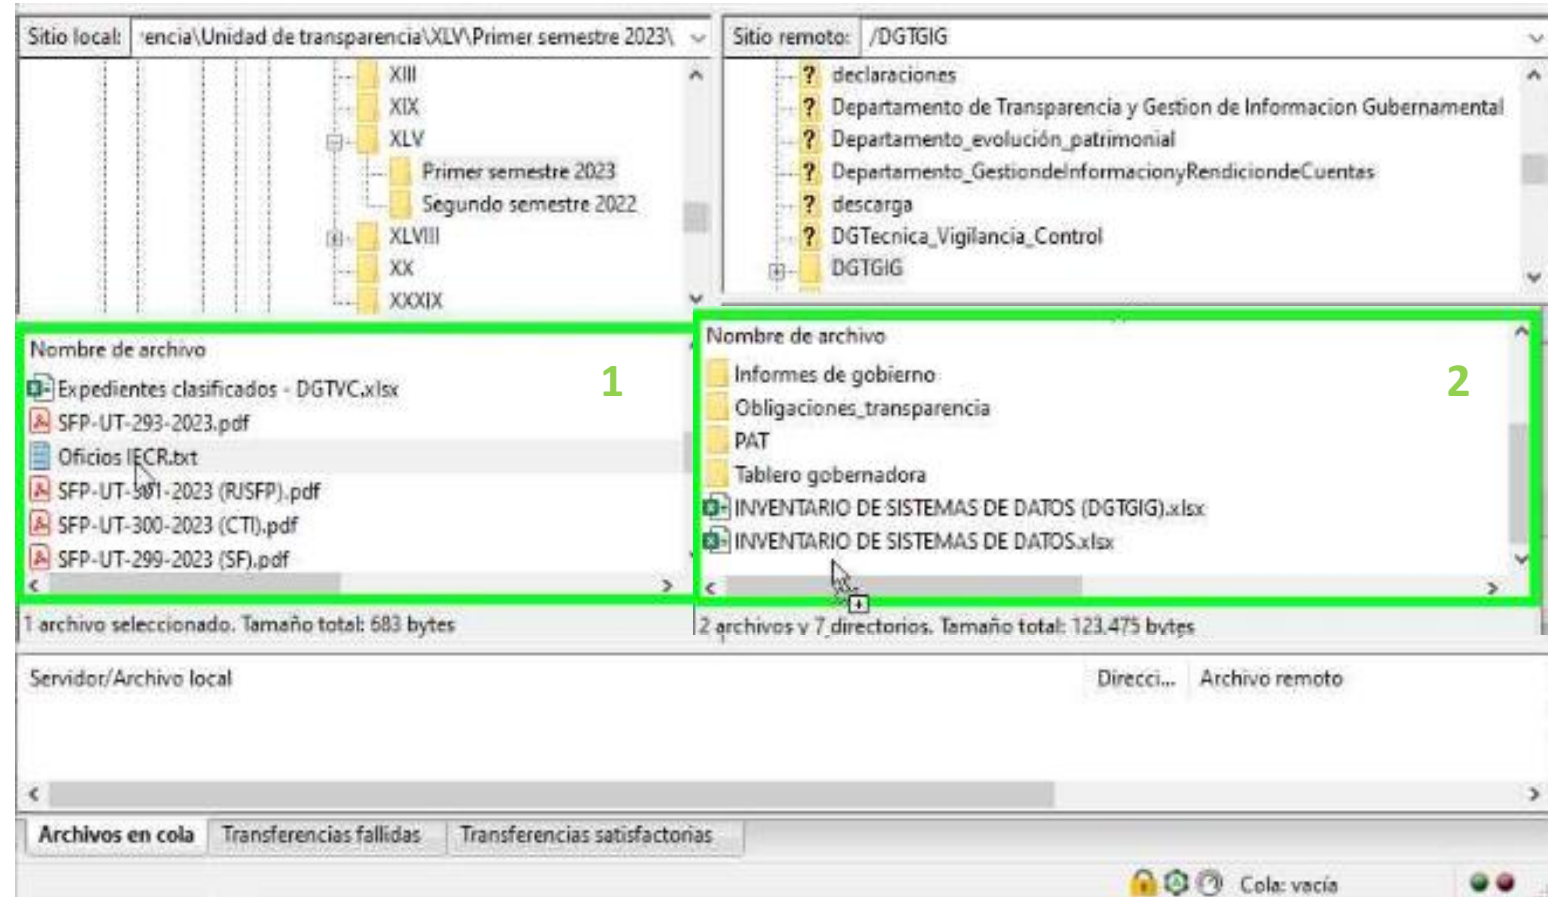 Sitio local: encia\Unidad de transparencia\XLV\Primer semestre 2023\
XIII
XIX
XLV
Primer semestre 2023
Segundo semestre 2022
XLVIII
XX
XXXIX
Sitio remoto: /DGTGIG
? declaraciones
? Departamento de Transparencia y Gestion de Informacion Gubernamental
? Departamento_evolución_patrimonial
? Departamento_GestiondeInformacionyRendiciondeCuentas
? descarga
? DGTecnica_Vigilancia_Control
DGTGIG
Nombre de archivo
1
Expedientes clasificados - DGTVC.xlsx
SFP-UT-293-2023.pdf
Oficios IECR.txt
SFP-UT-301-2023 (RJSFP).pdf
SFP-UT-300-2023 (CTI).pdf
SFP-UT-299-2023 (SF).pdf
1 archivo seleccionado. Tamaño total: 683 bytes
Nombre de archivo
2
Informes de gobierno
Obligaciones_transparencia
PAT
Tablero gobernadora
INVENTARIO DE SISTEMAS DE DATOS (DGTGIG).xlsx
INVENTARIO DE SISTEMAS DE DATOS.xlsx
2 archivos y 7 directorios. Tamaño total: 123.475 bytes
Servidor/Archivo local Direcci... Archivo remoto
Archivos en cola Transferencias fallidas Transferencias satisfactorias
Cola: vacía